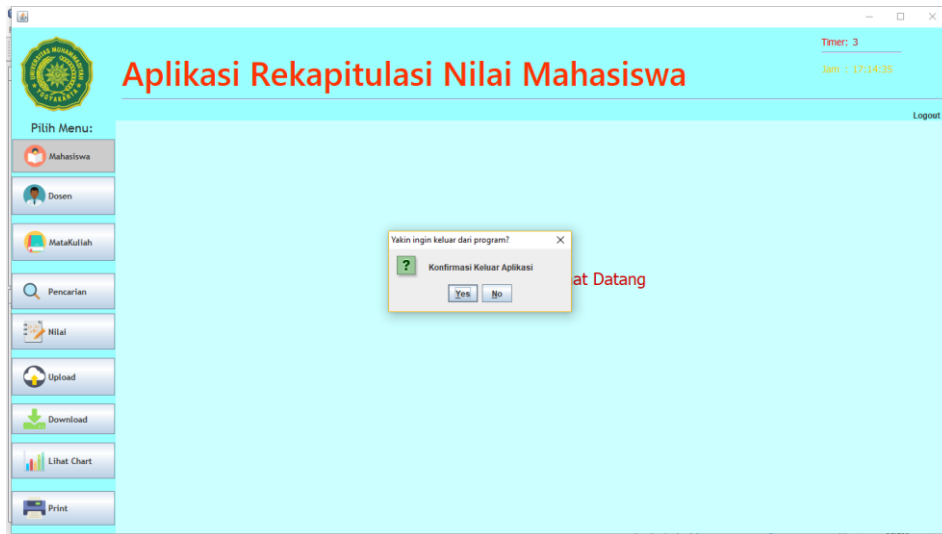 Timer: 3
Aplikasi Rekapitulasi Nilai Mahasiswa
Jam : 17:14:35
Logout
Pilih Menu:
Mahasiswa
Dosen
MataKuliah
Pencarian
Nilai
Upload
Download
Lihat Chart
Print
Yakin ingin keluar dari program?
Konfirmasi Keluar Aplikasi
Yes
No
at Datang